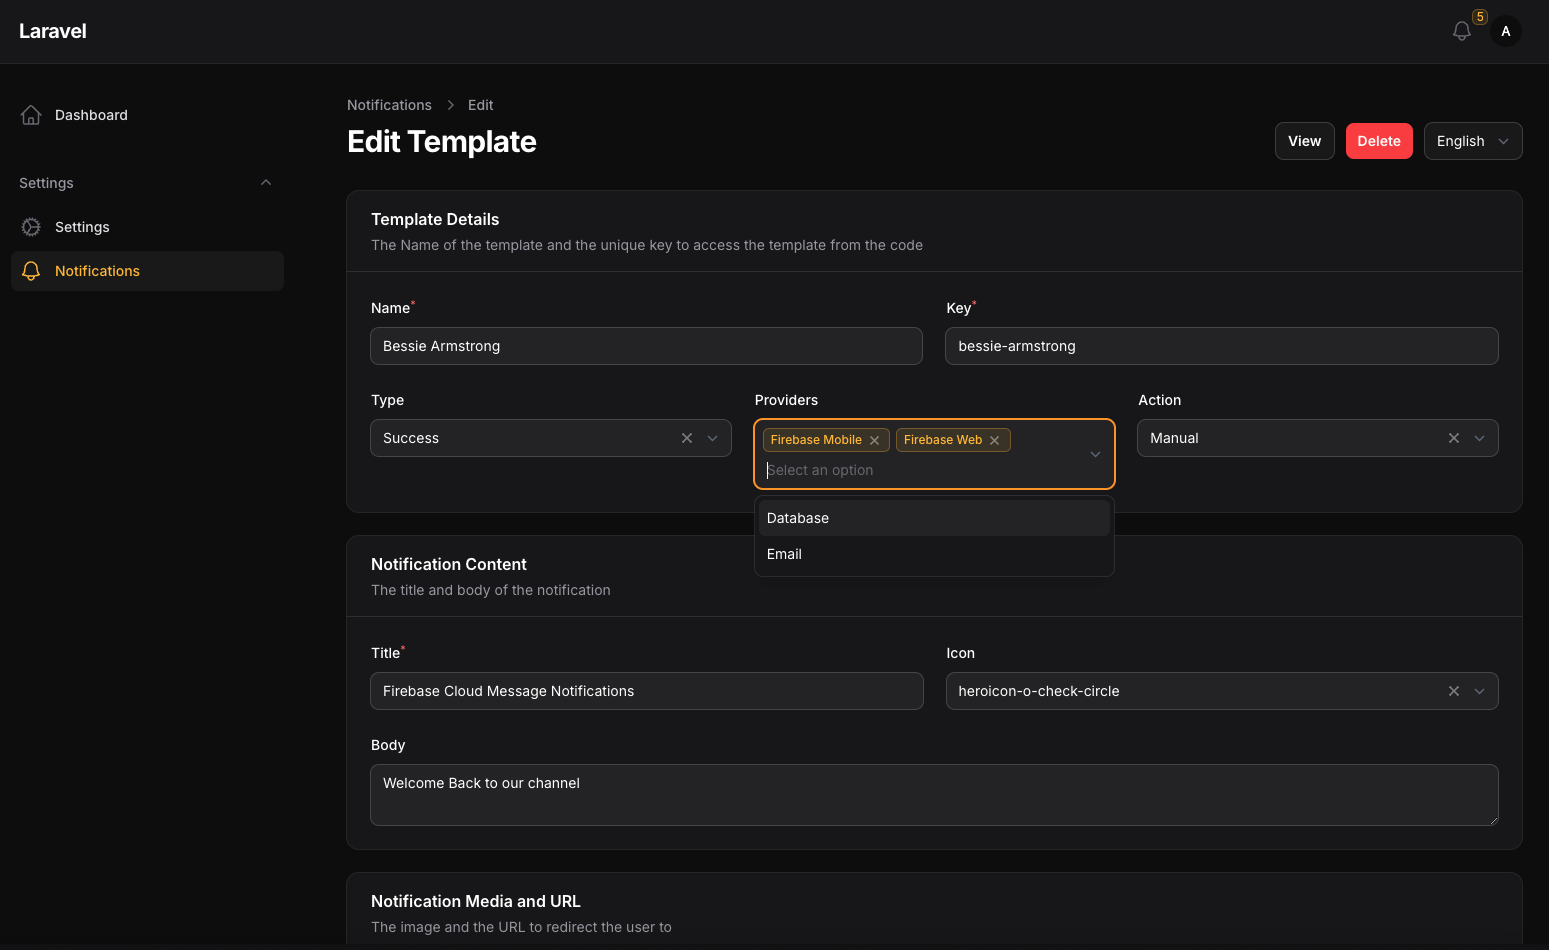 Laravel
5
A
Dashboard
Settings
Settings
Notifications
Notifications > Edit
Edit Template
View
Delete
English
Template Details
The Name of the template and the unique key to access the template from the code
Name*
Key*
Bessie Armstrong
bessie-armstrong
Type
Providers
Action
Success
Firebase Mobile
Firebase Web
Select an option
Manual
Database
Email
Notification Content
The title and body of the notification
Title*
Icon
Firebase Cloud Message Notifications
heroicon-o-check-circle
Body
Welcome Back to our channel
Notification Media and URL
The image and the URL to redirect the user to